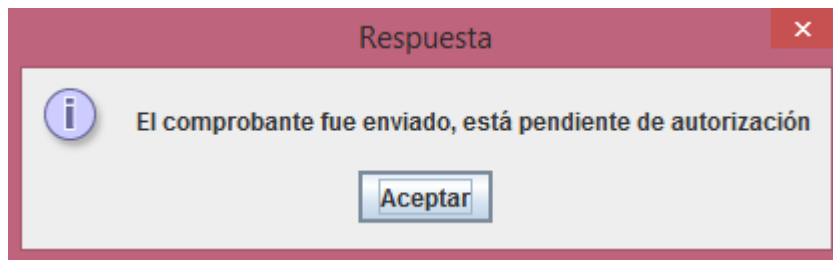 Respuesta
El comprobante fue enviado, está pendiente de autorización
Aceptar